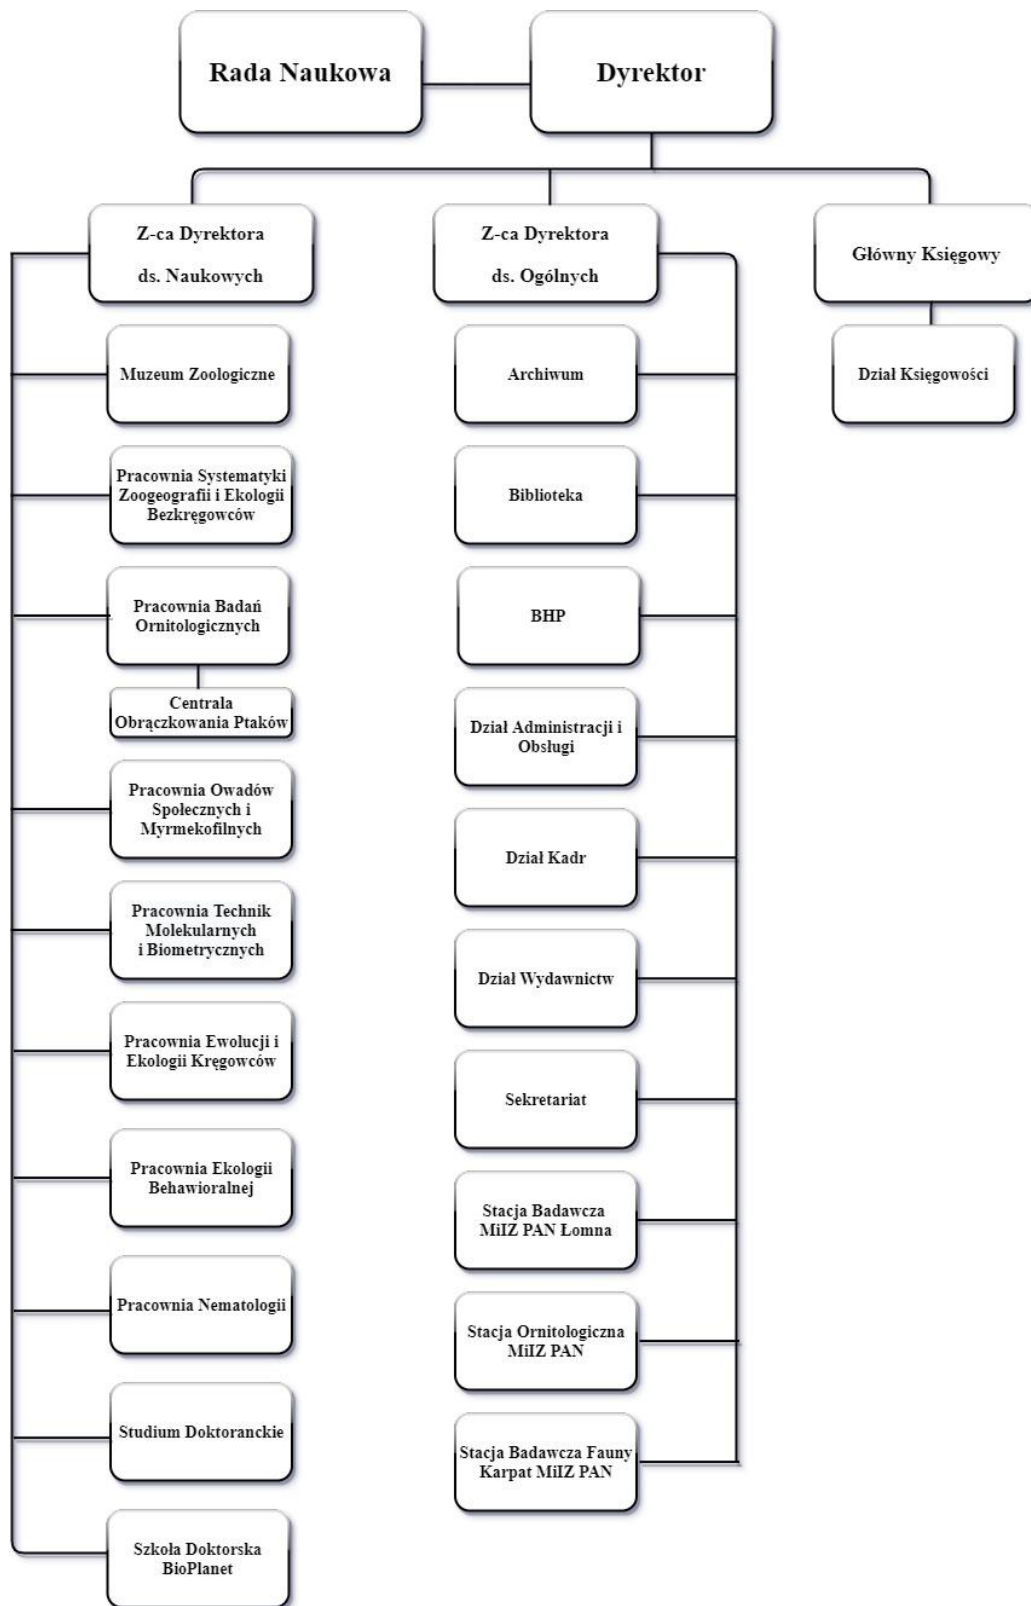 Rada Naukowa
Dyrektor
Z-ca Dyrektora
ds. Naukowych
Z-ca Dyrektora
ds. Ogólnych
Główny Księgowy
Muzeum Zoologiczne
Archiwum
Dział Księgowości
Pracownia Systematyki
Zoogeografii i Ekologii
Bezkręgowców
Biblioteka
Pracownia Badań
Ornitologicznych
BHP
Centrala
Obrączkowania Ptaków
Dział Administracji i
Obsługi
Pracownia Owadów
Społecznych i
Myrmekofilnych
Dział Kadr
Pracownia Technik
Molekularnych
i Biometrycznych
Dział Wydawnictw
Pracownia Ewolucji i
Ekologii Kręgowców
Sekretariat
Pracownia Ekologii
Behawioralnej
Stacja Badawcza
MiIZ PAN Łomna
Pracownia Nematologii
Stacja Ornitologiczna
MiIZ PAN
Studium Doktoranckie
Stacja Badawcza Fauny
Karpat MiIZ PAN
Szkoła Doktorska
BioPlanet